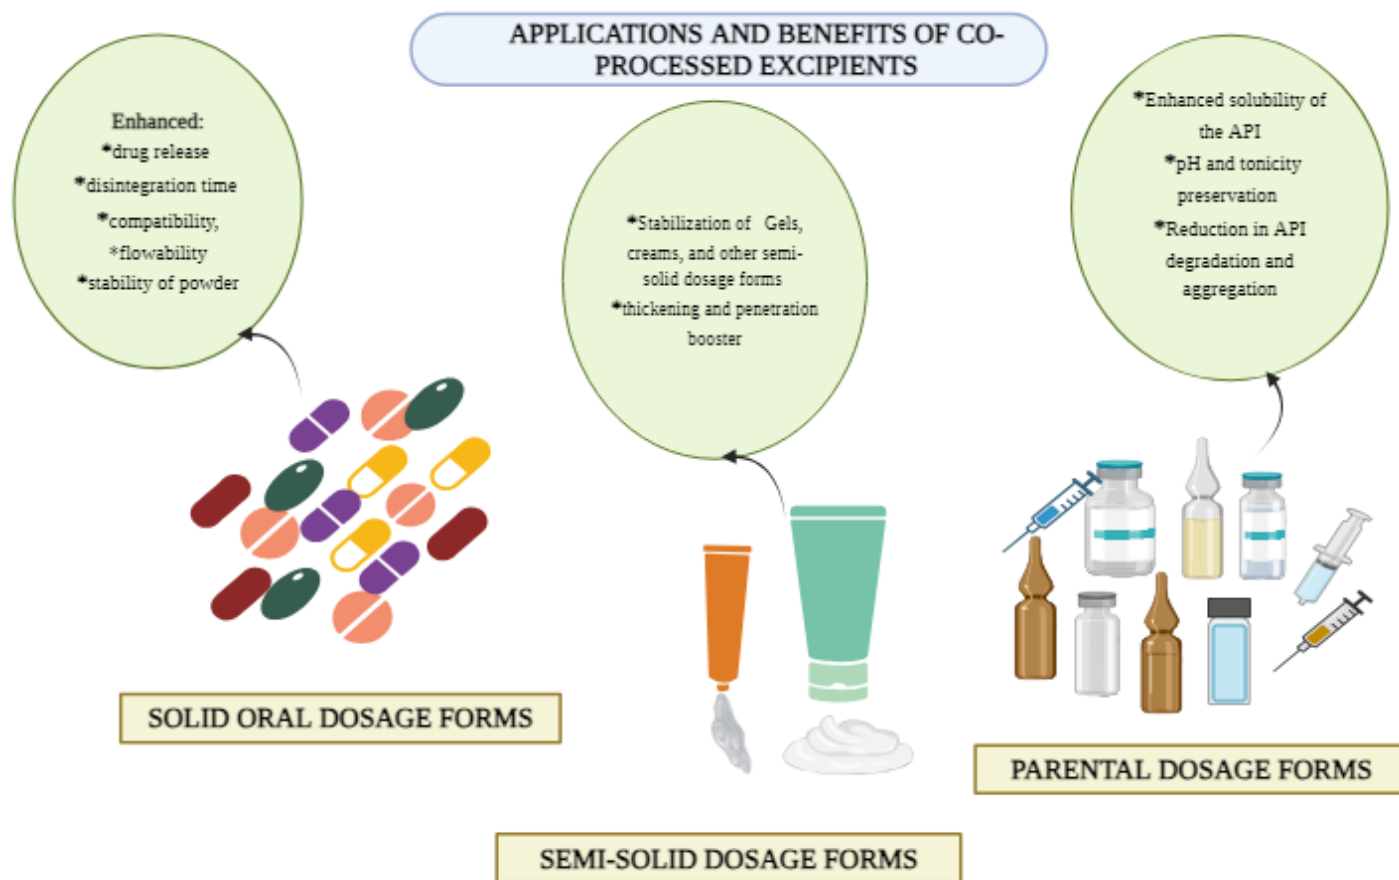 APPLICATIONS AND BENEFITS OF CO-
PROCESSED EXCIPIENTS
Enhanced:
*drug release
*disintegration time
*compatibility,
*flowability
*stability of powder
*Stabilization of Gels,
creams, and other semi-
solid dosage forms
*thickening and penetration
booster
*Enhanced solubility of
the API
*pH and tonicity
preservation
*Reduction in API
degradation and
aggregation
SOLID ORAL DOSAGE FORMS
SEMI-SOLID DOSAGE FORMS
PARENTAL DOSAGE FORMS